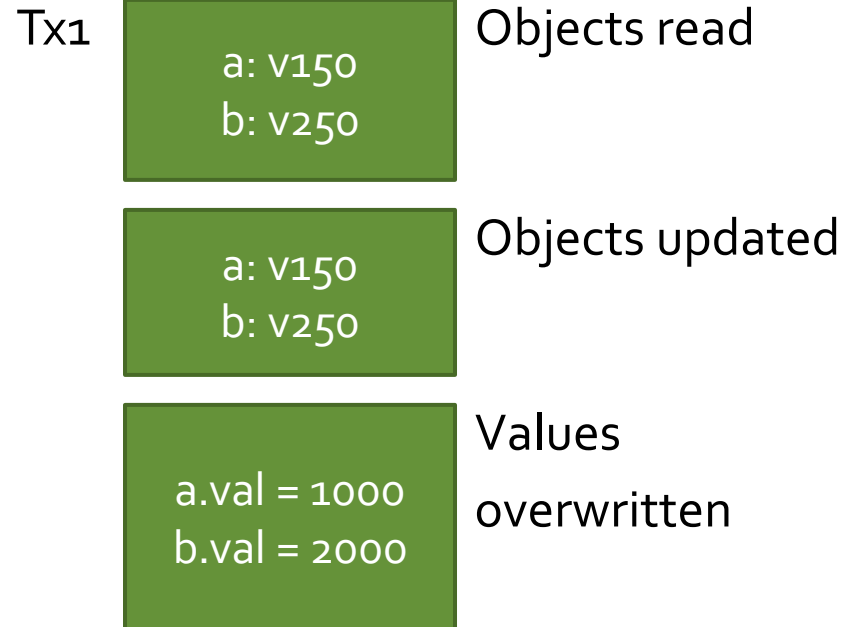 Tx1
a: v150
b: v250
Objects read
a: v150
b: v250
Objects updated
a.val = 1000
b.val = 2000
Values
overwritten